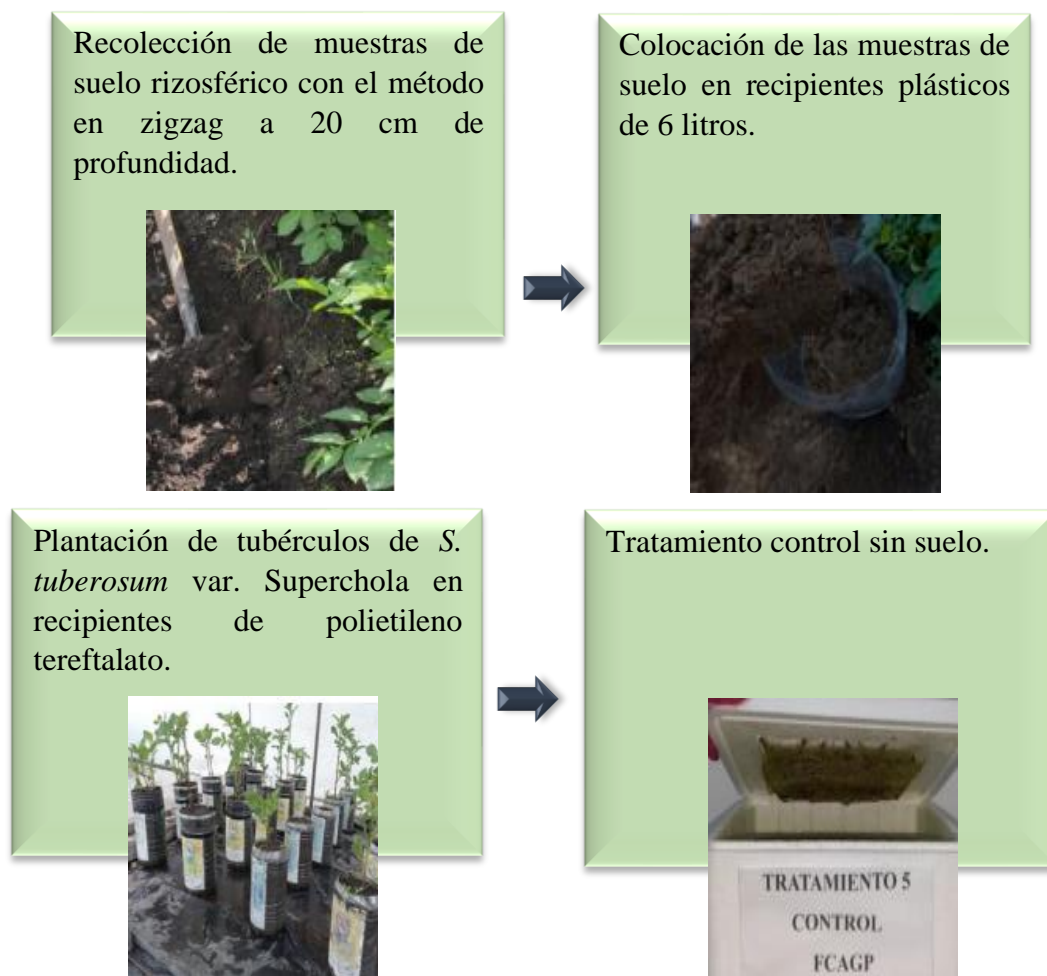 Recolección de muestras de
suelo rizosférico con el método
en zigzag a 20 cm de
profundidad.
Colocación de las muestras de
suelo en recipientes plásticos
de 6 litros.
Plantación de tubérculos de S.
tuberosum var. Superchola en
recipientes de polietileno
tereftalato.
Tratamiento control sin suelo.
TRATAMIENTO 5
CONTROL
FCAGP